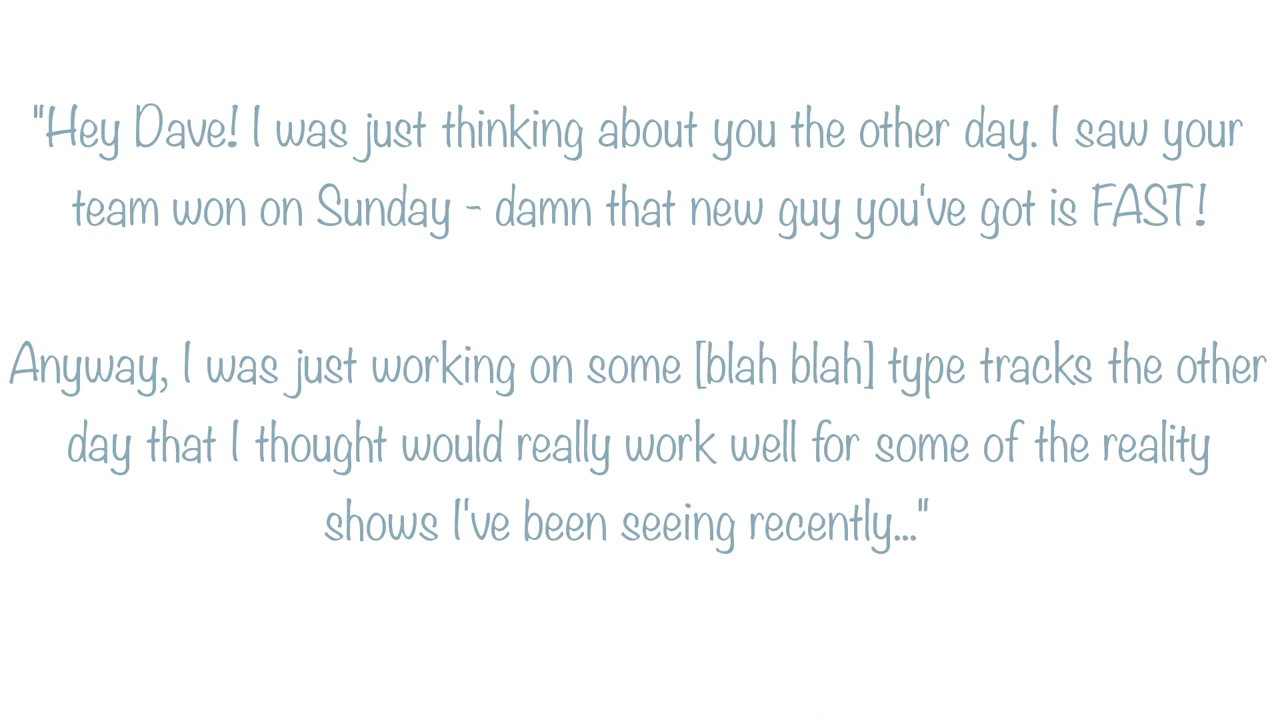 "Hey Dave! I was just thinking about you the other day. I saw your
team won on Sunday - damn that new guy you've got is FAST!
Anyway, I was just working on some [blah blah] type tracks the other
day that I thought would really work well for some of the reality
shows I've been seeing recently..."